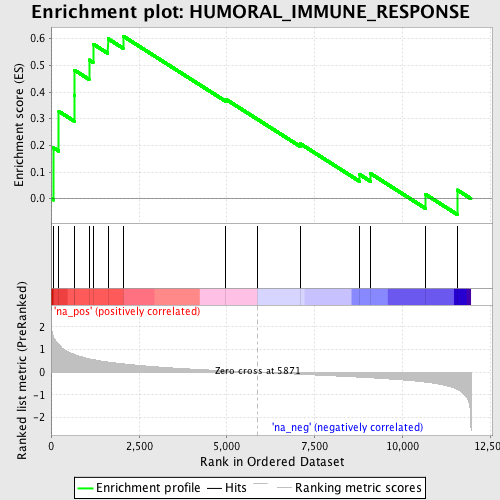 Enrichment plot: HUMORAL_IMMUNE_RESPONSE
Enrichment score (ES)
0.6
0.5
0.4
0.3
0.2
0.1
0.0
'na_pos' (positively correlated)
Ranked list metric (PreRanked)
2
1
0
-1
-2
Zero cross at 5871
'na_neg' (negatively correlated)
0 2,500 5,000 7,500 10,000 12,50
Rank in Ordered Dataset
Enrichment profile Hits Ranking metric scores